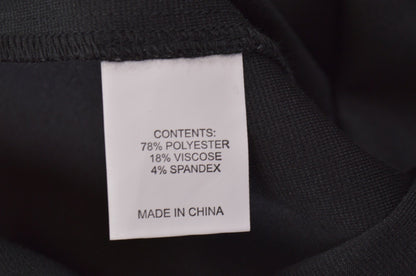 CONTENTS:
78% POLYESTER
18% VISCOSE
4% SPANDEX
MADE IN CHINA